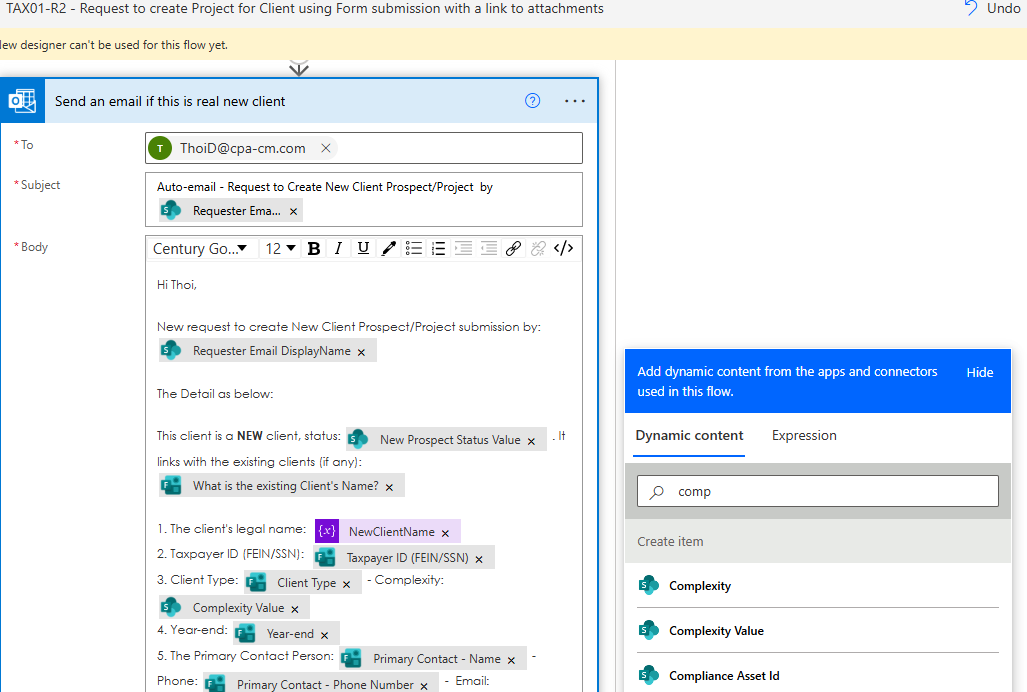 TAX01-R2 - Request to create Project for Client using Form submission with a link to attachments
Undo
lew designer can't be used for this flow yet.
Send an email if this is real new client
?
* To
T ThoiD@cpa-cm.com ×
* Subject
Auto-email - Request to Create New Client Prospect/Project by
S Requester Ema... ×
* Body
Century Go... 12 B I U </>
Hi Thoi,
New request to create New Client Prospect/Project submission by:
S Requester Email DisplayName ×
The Detail as below:
This client is a NEW client, status: S New Prospect Status Value × . It
links with the existing clients (if any):
F What is the existing Client's Name? ×
1. The client's legal name: {x} NewClientName ×
2. Taxpayer ID (FEIN/SSN): F Taxpayer ID (FEIN/SSN) ×
3. Client Type: F Client Type × - Complexity:
S Complexity Value ×
4. Year-end: F Year-end ×
5. The Primary Contact Person: F Primary Contact - Name × -
Phone: F Primary Contact - Phone Number × - Email:
Add dynamic content from the apps and connectors
used in this flow.
Hide
Dynamic content Expression
comp
Create item
S Complexity
S Complexity Value
S Compliance Asset Id